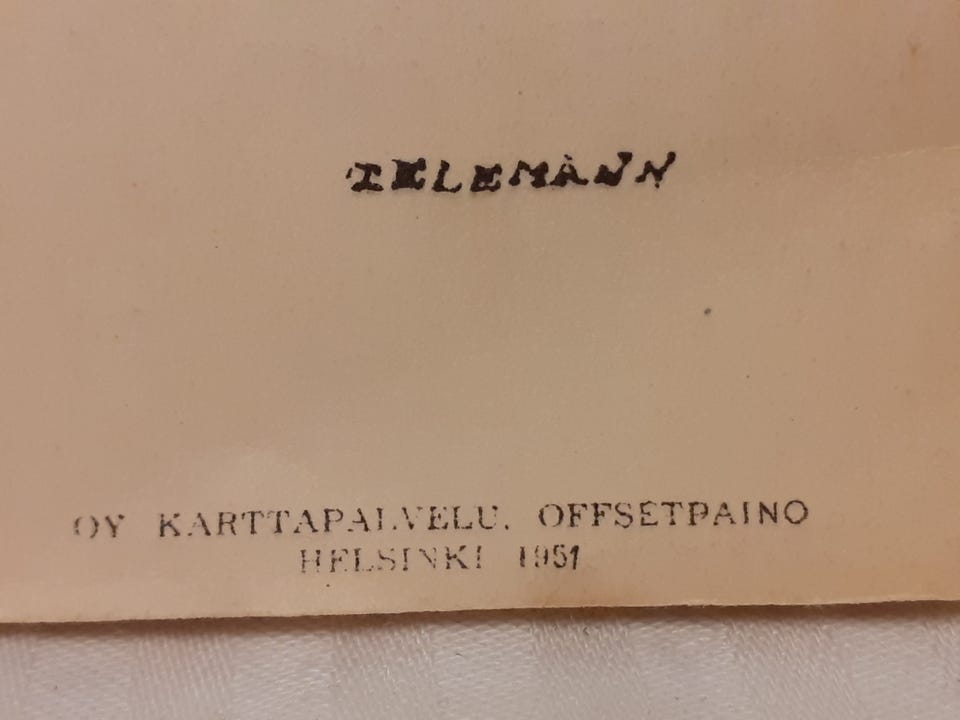 TELEMANN
OY KARTTAPALVELU, OFFSETPAINO
HELSINKI 1951